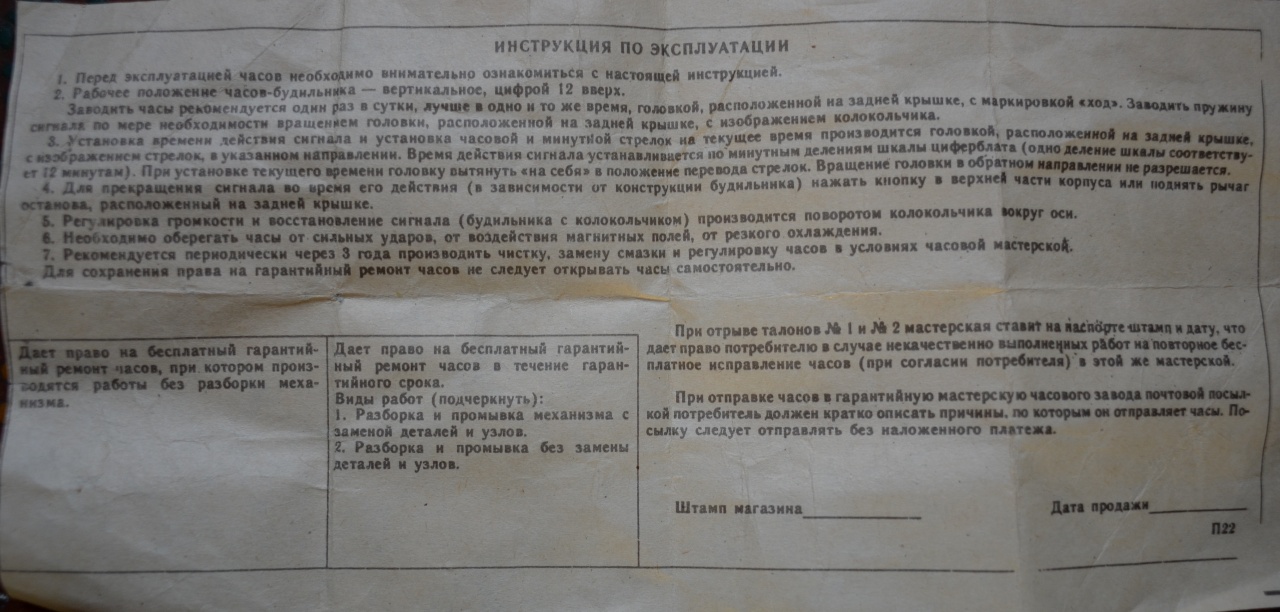 ИНСТРУКЦИЯ ПО ЭКСПЛУАТАЦИИ
1. Перед эксплуатацией часов необходимо внимательно ознакомиться с настоящей инструкцией.
2. Рабочее положение часов-будильника — вертикальное, цифрой 12 вверх.
Заводить часы рекомендуется один раз в сутки, лучше в одно и то же время, головкой, расположенной на задней крышке, с маркировкой «ход». Заводить пружину
сигнала по мере необходимости вращением головки, расположенной на задней крышке, с изображением колокольчика.
3. Установка времени действия сигнала и установка часовой и минутной стрелок на текущее время производится головкой, расположенной на задней крышке,
с изображением стрелок, в указанном направлении. Время действия сигнала устанавливается по минутным делениям шкалы циферблата (одно деление шкалы соответству-
ет 12 минутам). При установке текущего времени головку вытянуть «на себя» в положение перевода стрелок. Вращение головки в обратном направлении не разрешается.
4. Для прекращения сигнала во время его действия (в зависимости от конструкции будильника) нажать кнопку в верхней части корпуса или поднять рычаг
останова, расположенный на задней крышке.
5. Регулировка громкости и восстановление сигнала (будильника с колокольчиком) производится поворотом колокольчика вокруг оси.
6. Необходимо оберегать часы от сильных ударов, от воздействия магнитных полей, от резкого охлаждения.
7. Рекомендуется периодически через 3 года производить чистку, замену смазки и регулировку часов в условиях часовой мастерской.
Для сохранения права на гарантийный ремонт часов не следует открывать часы самостоятельно.
Дает право на бесплатный гарантий-
ный ремонт часов, при котором произ-
водятся работы без разборки меха-
низма.
Дает право на бесплатный гарантий-
ный ремонт часов в течение гаран-
тийного срока.
Виды работ (подчеркнуть):
1. Разборка и промывка механизма с
заменой деталей и узлов.
2. Разборка и промывка без замены
деталей и узлов.
При отрыве талонов № 1 и № 2 мастерская ставит на паспорте штамп и дату, что
дает право потребителю в случае некачественно выполненных работ на повторное бес-
платное исправление часов (при согласии потребителя) в этой же мастерской.
При отправке часов в гарантийную мастерскую часового завода почтовой посыл-
кой потребитель должен кратко описать причины, по которым он отправляет часы. По-
сылку следует отправлять без наложенного платежа.
Штамп магазина
Дата продажи
П22